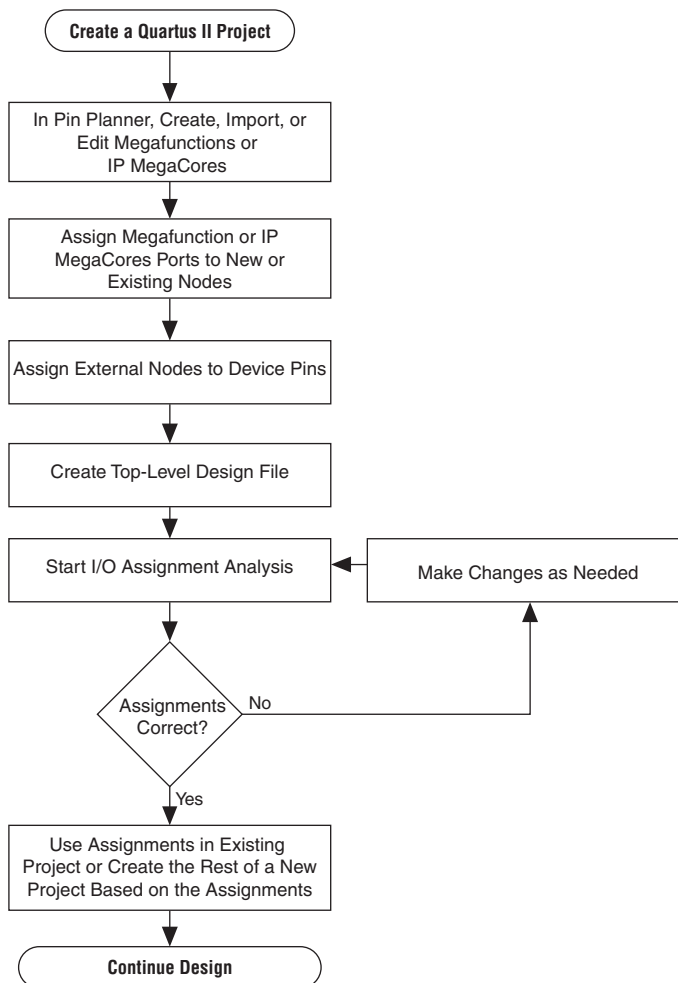 Create a Quartus II Project
In Pin Planner, Create, Import, or
Edit Megafunctions or
IP MegaCores
Assign Megafunction or IP
MegaCores Ports to New or
Existing Nodes
Assign External Nodes to Device Pins
Create Top-Level Design File
Start I/O Assignment Analysis
Make Changes as Needed
Assignments
Correct?
No
Yes
Use Assignments in Existing
Project or Create the Rest of a New
Project Based on the Assignments
Continue Design